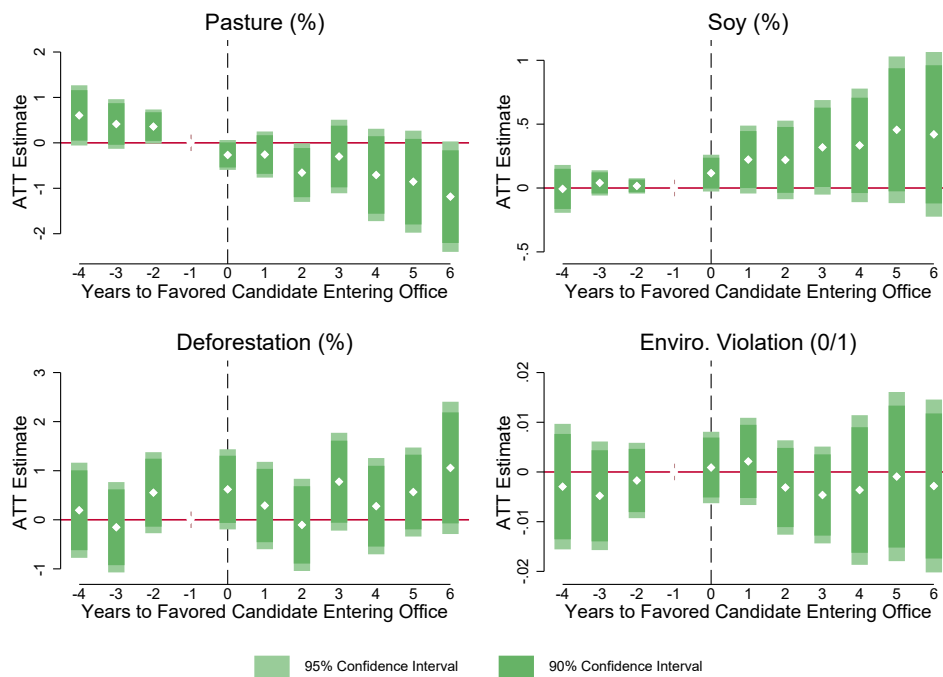 Pasture (%)
ATT Estimate
2
1
0
-1
-2
-4 -3 -2 -1 0 1 2 3 4 5 6
Years to Favored Candidate Entering Office
Soy (%)
ATT Estimate
1
.5
0
-.5
-4 -3 -2 -1 0 1 2 3 4 5 6
Years to Favored Candidate Entering Office
Deforestation (%)
ATT Estimate
3
2
1
0
-1
-4 -3 -2 -1 0 1 2 3 4 5 6
Years to Favored Candidate Entering Office
Enviro. Violation (0/1)
ATT Estimate
.02
.01
0
-.01
-.02
-4 -3 -2 -1 0 1 2 3 4 5 6
Years to Favored Candidate Entering Office
95% Confidence Interval
90% Confidence Interval